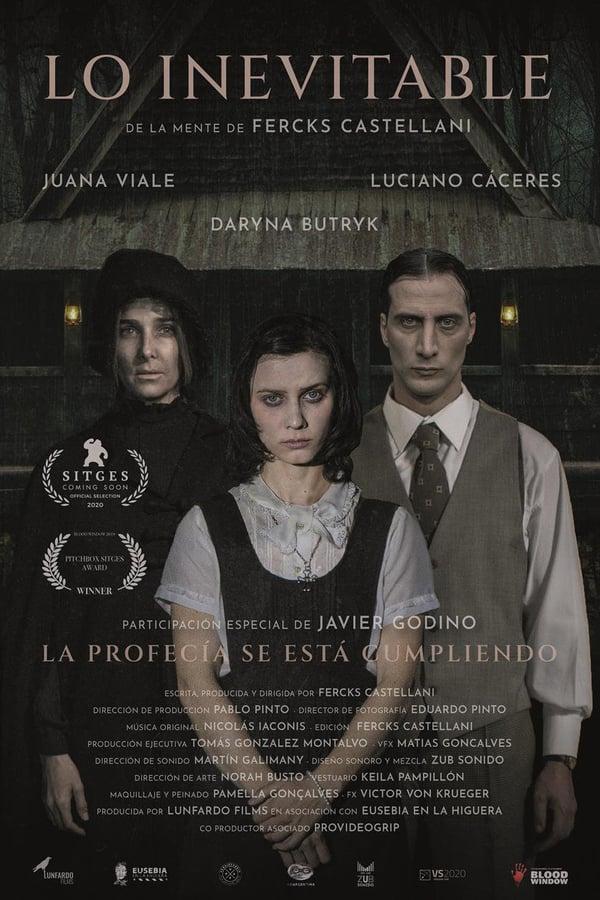 LO INEVITABLE
DE LA MENTE DE FERCKS CASTELLANI
JUANA VIALE
LUCIANO CÁCERES
DARYNA BUTRYK
SITGES
COMING SOON
OFFICIAL SELECTION
2020
BLOOD WINDOW 2019
PITCHBOX SITGES
AWARD
WINNER
PARTICIPACIÓN ESPECIAL DE JAVIER GODINO
LA PROFECÍA SE ESTÁ CUMPLIENDO
ESCRITA, PRODUCIDA Y DIRIGIDA POR FERCKS CASTELLANI
DIRECCIÓN DE PRODUCCIÓN PABLO PINTO - DIRECTOR DE FOTOGRAFÍA EDUARDO PINTO
MÚSICA ORIGINAL NICOLÁS IACONIS - EDICIÓN FERCKS CASTELLANI
PRODUCCIÓN EJECUTIVA TOMÁS GONZALEZ MONTALVO - VFX MATIAS GONCALVES
DIRECCIÓN DE SONIDO MARTÍN GALIMANY - DISEÑO SONORO Y MEZCLA ZUB SONIDO
DIRECCIÓN DE ARTE NORAH BUSTO - VESTUARIO KEILA PAMPILLÓN
MAQUILLAJE Y PEINADO PAMELLA GONÇALVES - FX VICTOR VON KRUEGER
PRODUCIDA POR LUNFARDO FILMS EN ASOCIACIÓN CON EUSEBIA EN LA HIGUERA
CO PRODUCTOR ASOCIADO PROVIDEOGRIP
LUNFARDO
FILMS
EUSEBIA
ZUB
SONIDO
VS2020
BLOOD
WINDOW